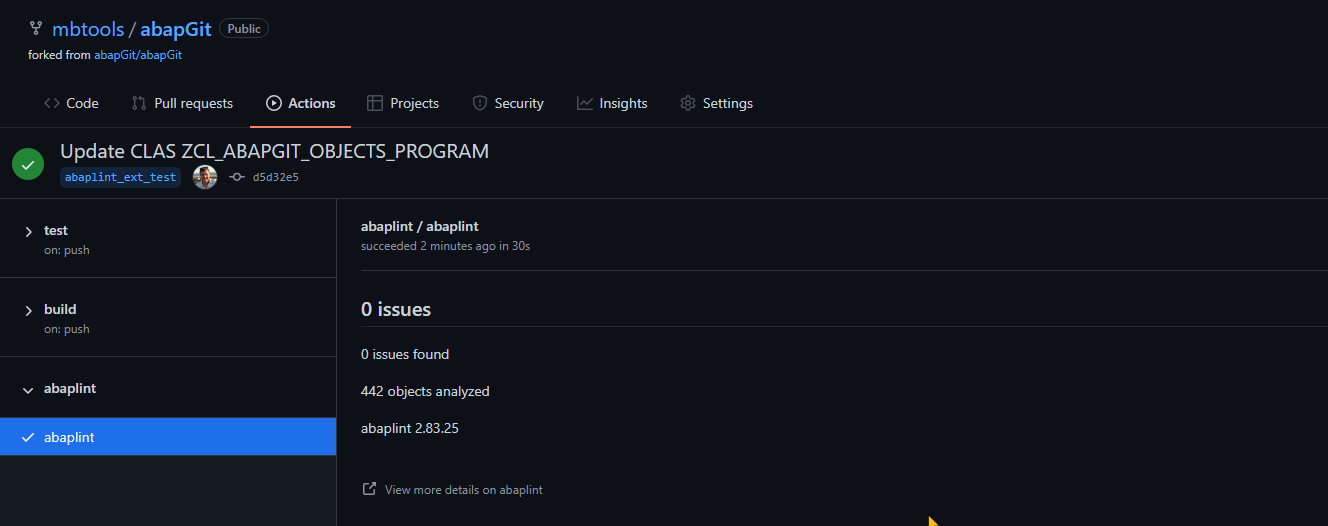 mbtools / abapGit Public
forked from abapGit/abapGit
Code Pull requests Actions Projects Security Insights Settings
Update CLAS ZCL_ABAPGIT_OBJECTS_PROGRAM
abaplint_ext_test d5d32e5
test
on: push
build
on: push
abaplint
abaplint
abaplint / abaplint
succeeded 2 minutes ago in 30s
0 issues
0 issues found
442 objects analyzed
abaplint 2.83.25
View more details on abaplint